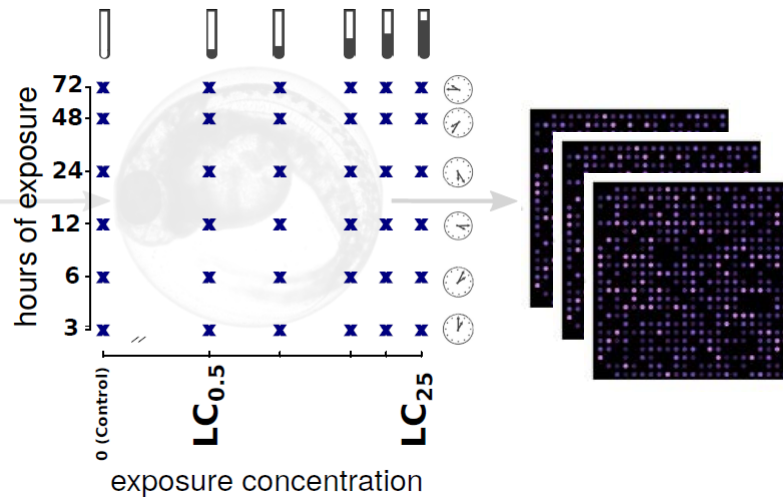 hours of exposure
72
48
24
12
6
3
0 (Control)
LC0.5
LC25
exposure concentration